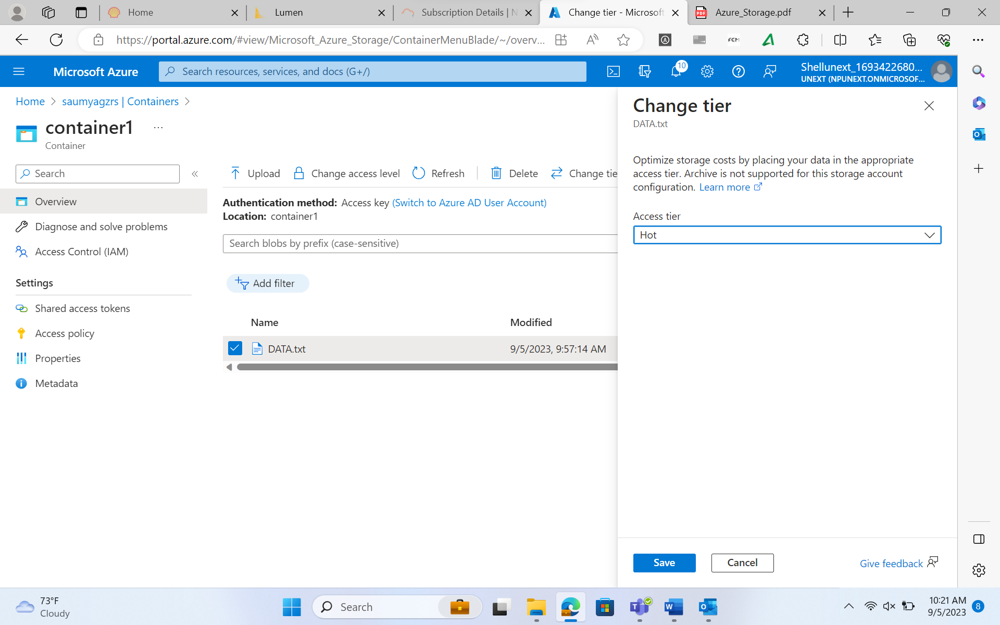 Home
Lumen
Subscription Details | N
Change tier - Microsoft
PDF
Azure_Storage.pdf
https://portal.azure.com/#view/Microsoft_Azure_Storage/ContainerMenuBlade/~/overv...
FCM
Microsoft Azure
Search resources, services, and docs (G+/)
10
Shellunext_1693422680...
UNEXT (NPUNEXT.ONMICROSOF...
Home > saumyagzrs | Containers >
container1 ...
Container
Search
«
Overview
Diagnose and solve problems
Access Control (IAM)
Settings
Shared access tokens
Access policy
Properties
Metadata
Upload
Change access level
Refresh
Delete
Change tie
Authentication method: Access key (Switch to Azure AD User Account)
Location: container1
Search blobs by prefix (case-sensitive)
Add filter
Name Modified
DATA.txt 9/5/2023, 9:57:14 AM
Change tier
DATA.txt
Optimize storage costs by placing your data in the appropriate
access tier. Archive is not supported for this storage account
configuration. Learn more
Access tier
Hot
Save
Cancel
Give feedback
73°F
Cloudy
Search
10:21 AM
9/5/2023
8